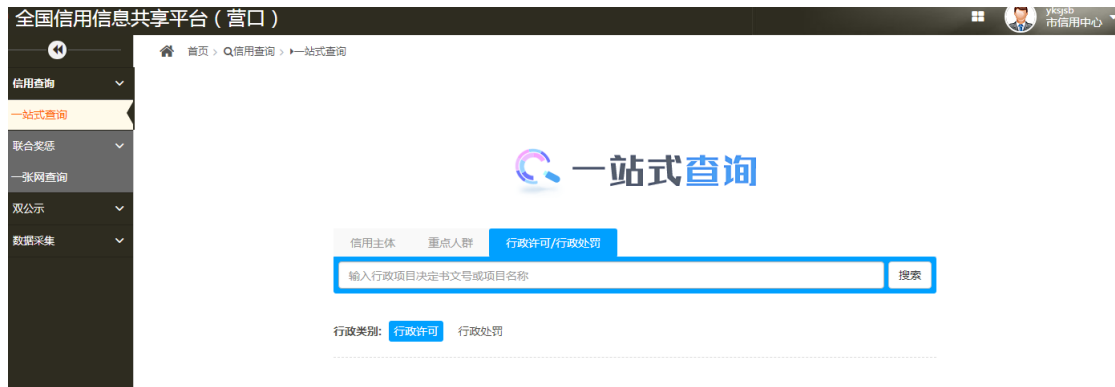 全国信用信息共享平台（营口）
yksjsb
市信用中心
首页 > 信用查询 > 一站式查询
信用查询
一站式查询
联合奖惩
一张网查询
双公示
数据采集
一站式查询
信用主体 重点人群 行政许可/行政处罚
输入行政项目决定书文号或项目名称 搜索
行政类别: 行政许可 行政处罚